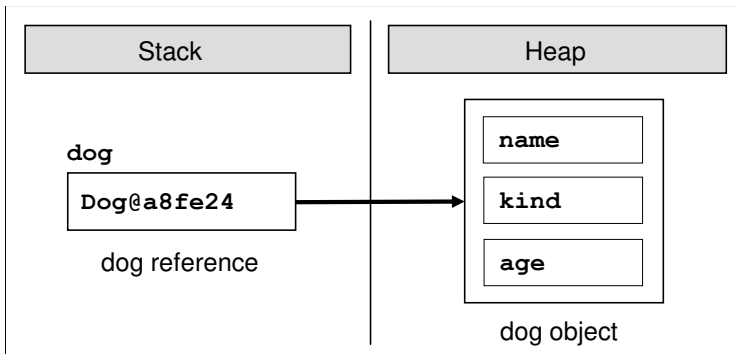 Stack
Heap
dog
Dog@a8fe24
dog reference
name
kind
age
dog object